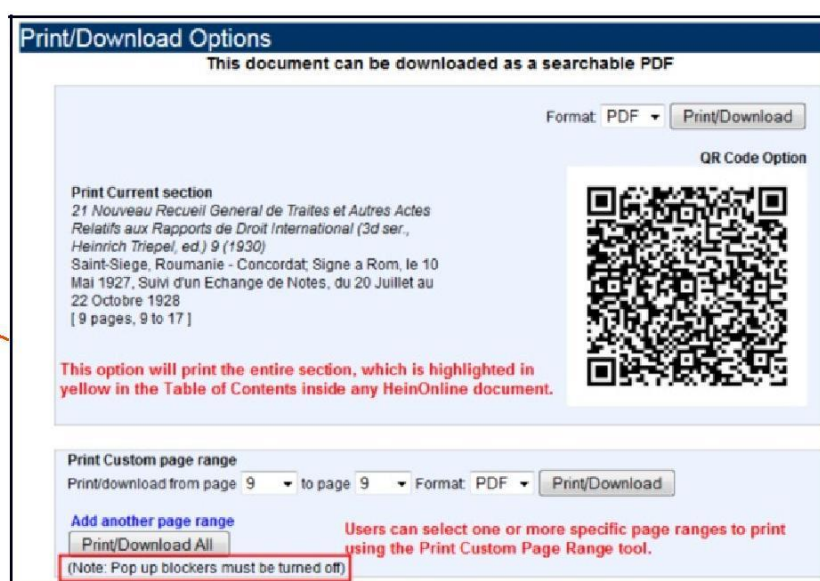 Print/Download Options
This document can be downloaded as a searchable PDF
Format: PDF Print/Download
QR Code Option
Print Current section
21 Nouveau Recueil General de Traites et Autres Actes
Relatifs aux Rapports de Droit International (3d ser.,
Heinrich Triepel, ed.) 9 (1930)
Saint-Siege, Roumanie - Concordat; Signe a Rom, le 10
Mai 1927, Suivi d'un Echange de Notes, du 20 Juillet au
22 Octobre 1928
[ 9 pages, 9 to 17 ]
This option will print the entire section, which is highlighted in
yellow in the Table of Contents inside any HeinOnline document.
Print Custom page range
Print/download from page 9 to page 9 Format: PDF Print/Download
Add another page range
Print/Download All
(Note: Pop up blockers must be turned off)
Users can select one or more specific page ranges to print
using the Print Custom Page Range tool.